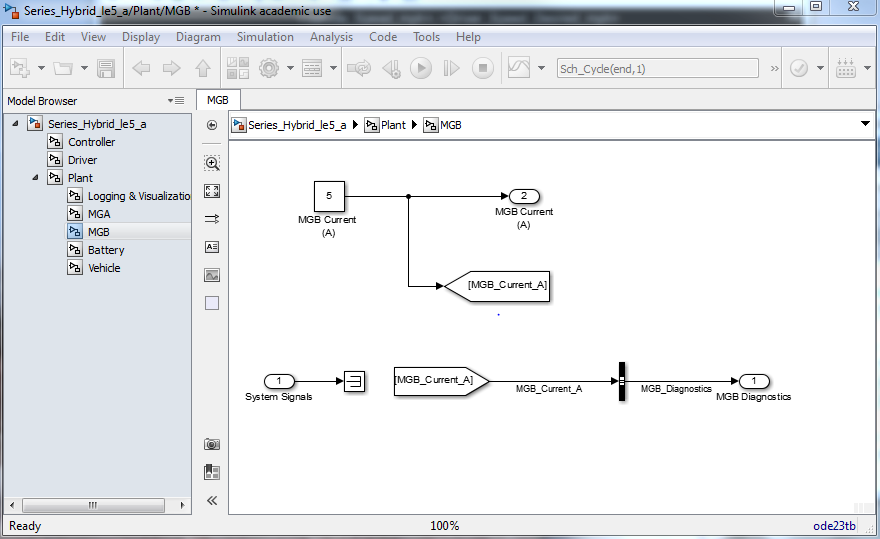 Series_Hybrid_le5_a/Plant/MGB * - Simulink academic use
File Edit View Display Diagram Simulation Analysis Code Tools Help
Sch_Cycle(end,1)
Model Browser
MGB
Series_Hybrid_le5_a
Controller
Driver
Plant
Logging & Visualizatio
MGA
MGB
Battery
Vehicle
Series_Hybrid_le5_a Plant MGB
5
MGB Current
(A)
2
MGB Current
(A)
[MGB_Current_A]
1
System Signals
[MGB_Current_A]
MGB_Current_A
MGB_Diagnostics
1
MGB Diagnostics
Ready 100% ode23tb